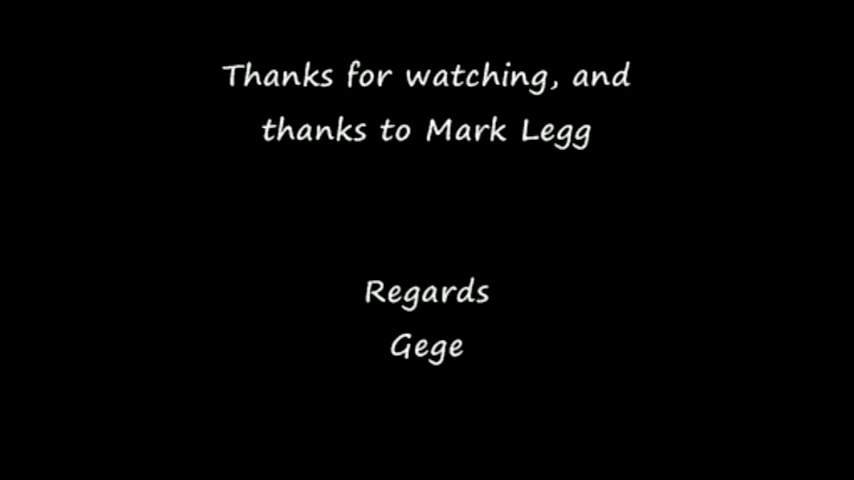 Thanks for watching, and
thanks to Mark Legg
Regards
Gege